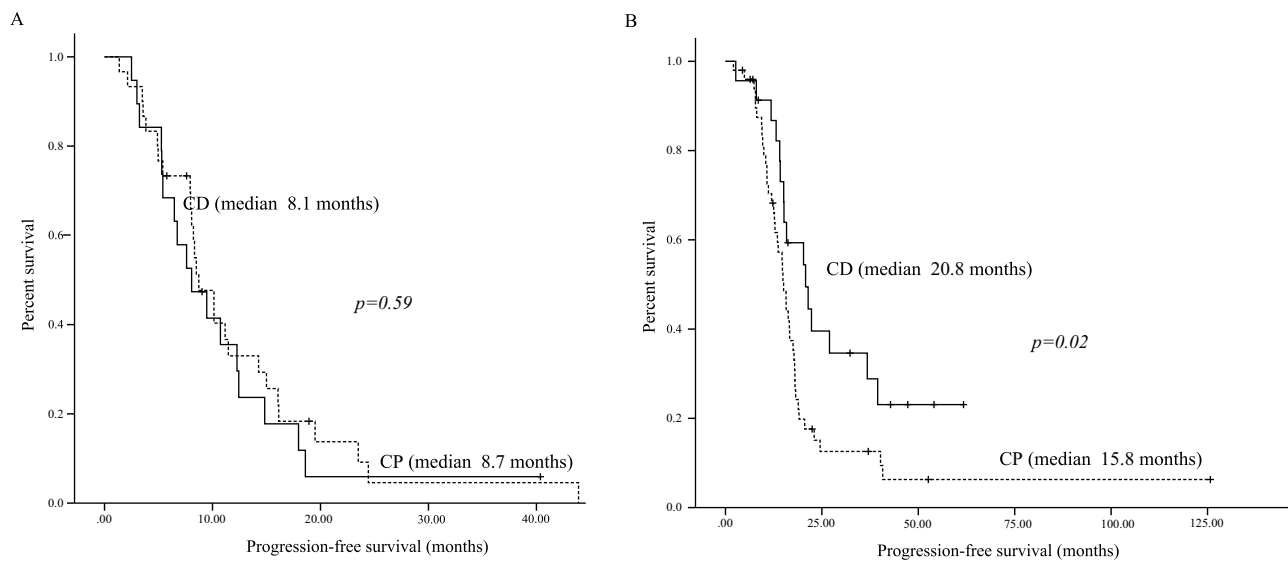 A
Percent survival
1.0
0.8
0.6
0.4
0.2
0.0
CD (median 8.1 months)
p=0.59
CP (median 8.7 months)
.00 10.00 20.00 30.00 40.00
Progression-free survival (months)
B
Percent survival
1.0
0.8
0.6
0.4
0.2
0.0
CD (median 20.8 months)
p=0.02
CP (median 15.8 months)
.00 25.00 50.00 75.00 100.00 125.00
Progression-free survival (months)